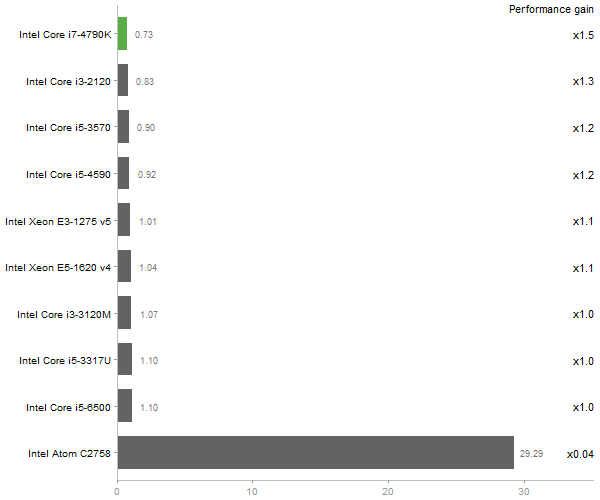 Performance gain
Intel Core i7-4790K 0.73 x1.5
Intel Core i3-2120 0.83 x1.3
Intel Core i5-3570 0.90 x1.2
Intel Core i5-4590 0.92 x1.2
Intel Xeon E3-1275 v5 1.01 x1.1
Intel Xeon E5-1620 v4 1.04 x1.1
Intel Core i3-3120M 1.07 x1.0
Intel Core i5-3317U 1.10 x1.0
Intel Core i5-6500 1.10 x1.0
Intel Atom C2758 29.29 x0.04
0 10 20 30